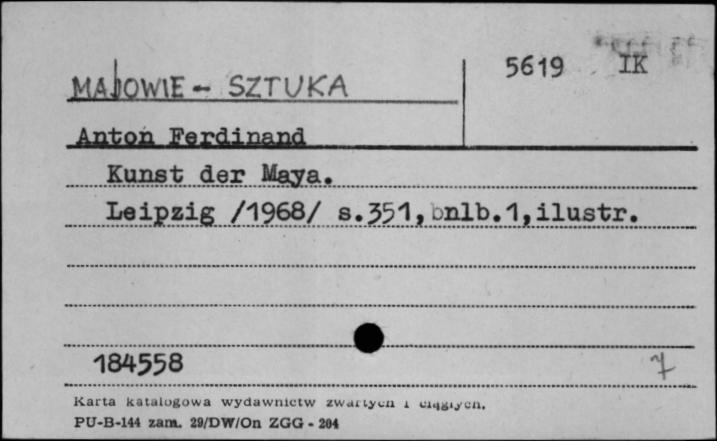 5619 IK
MAJOWIE - SZTUKA
Anton Ferdinand
Kunst der Maya.
Leipzig /1968/ s.351, bnlb.1, ilustr.
184558 7
Karta katalogowa wydawnictw zwartych i ciągłych.
PU-B-144 zam. 29/DW/On ZGG - 204